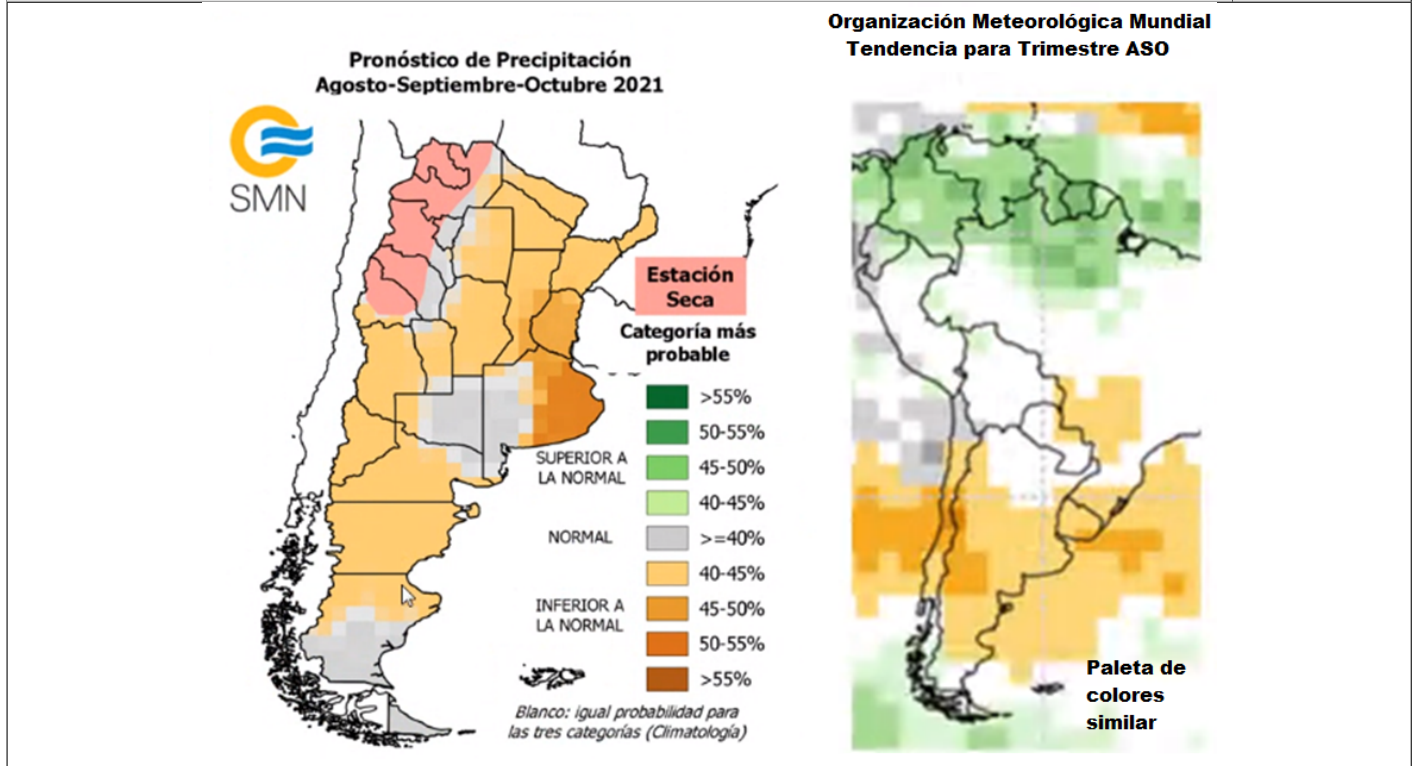 Organización Meteorológica Mundial
Tendencia para Trimestre ASO
Pronóstico de Precipitación
Agosto-Septiembre-Octubre 2021
SMN
Estación
Seca
Categoría más
probable
>55%
50-55%
SUPERIOR A
LA NORMAL
45-50%
40-45%
NORMAL
>=40%
40-45%
INFERIOR A
LA NORMAL
45-50%
50-55%
>55%
Blanco: igual probabilidad para
las tres categorías (Climatología)
Paleta de
colores
similar